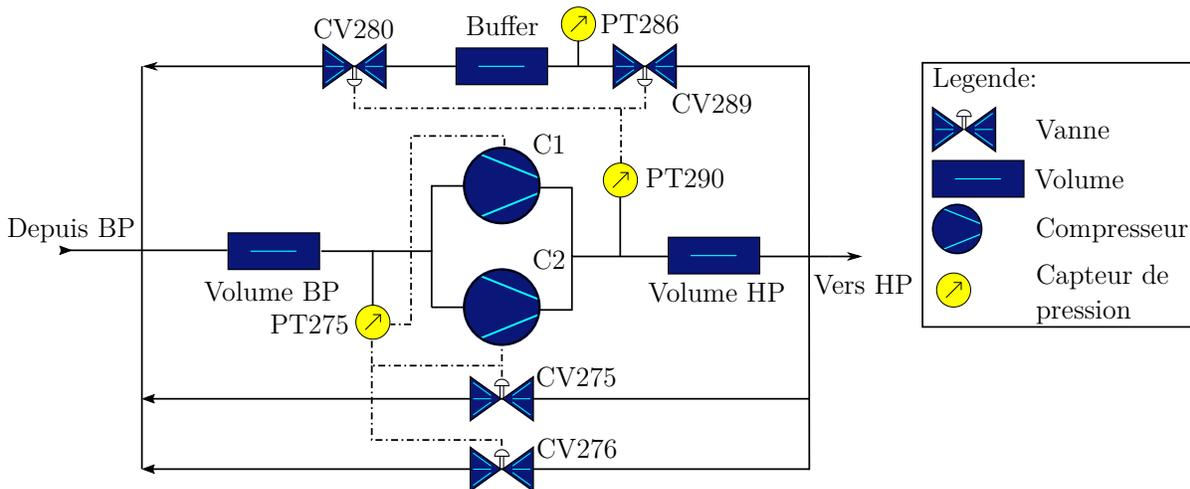 CV280
Buffer
PT286
CV289
C1
PT290
Depuis BP
Volume BP
C2
Volume HP
Vers HP
PT275
CV275
CV276
Legende:
Vanne
Volume
Compresseur
Capteur de
pression